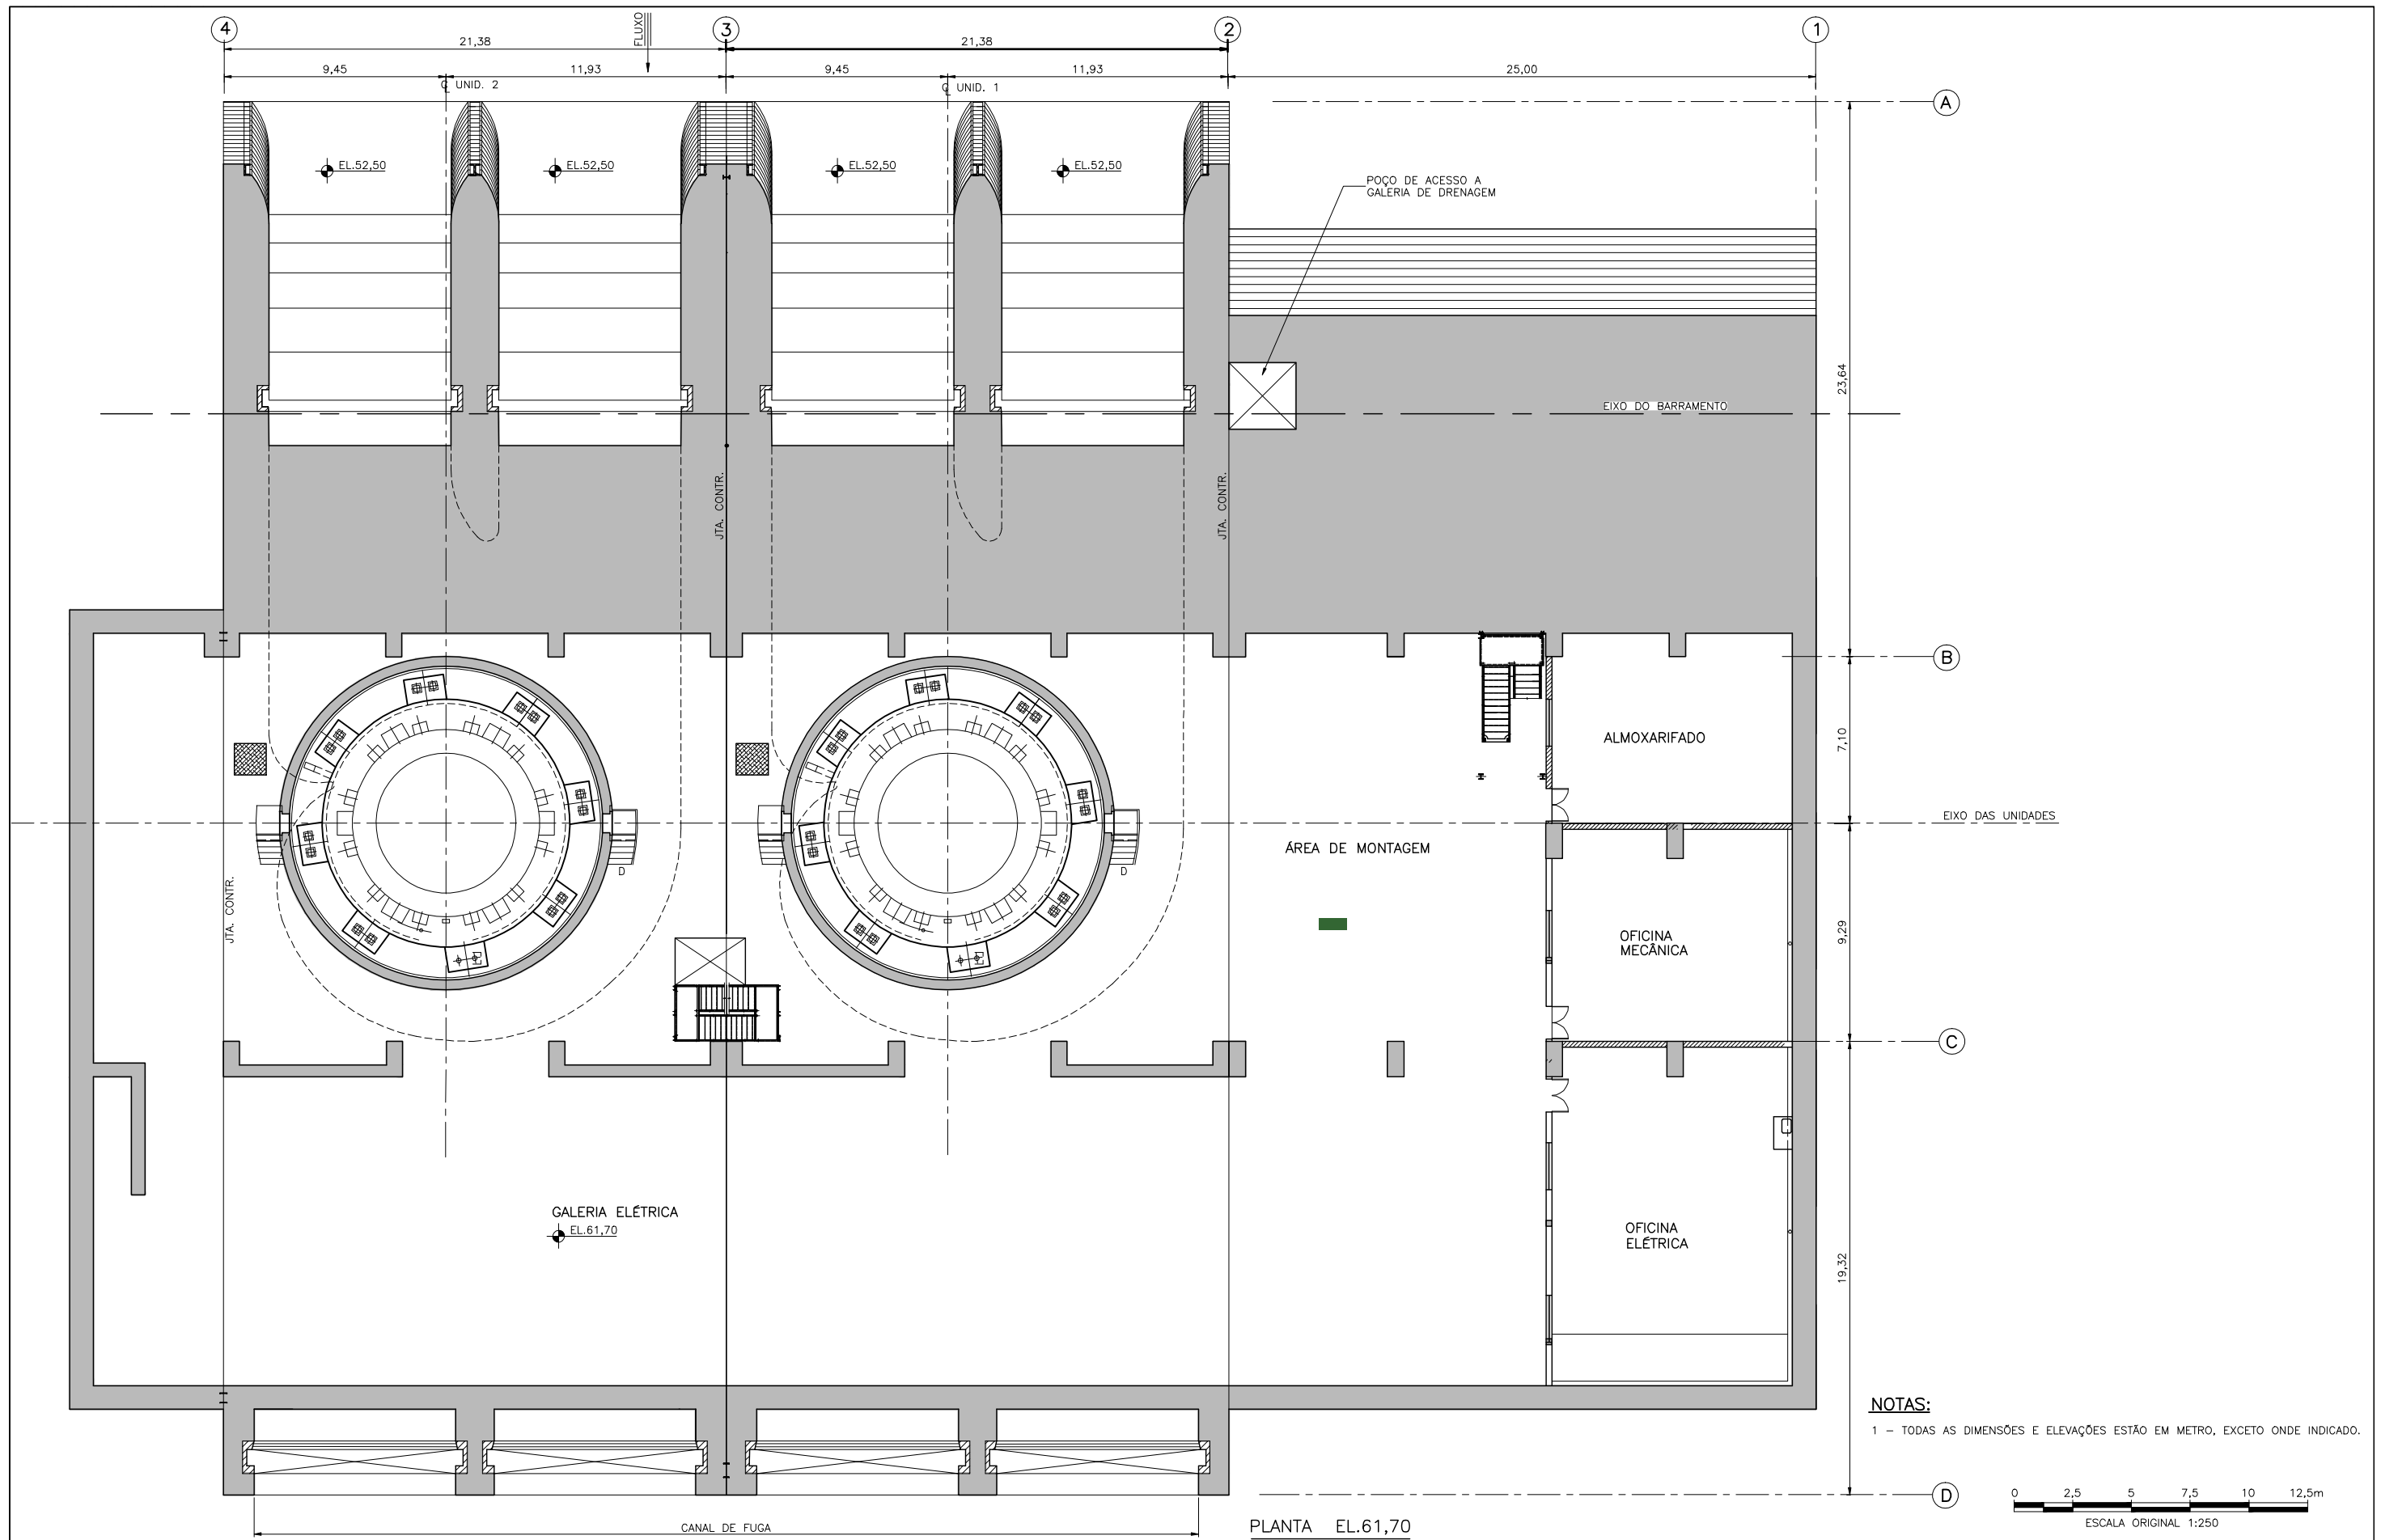 4
3
2
1
FLUXO
21,38
21,38
9,45
11,93
9,45
11,93
25,00
℄ UNID. 2
℄ UNID. 1
A
EL.52,50
EL.52,50
EL.52,50
EL.52,50
POÇO DE ACESSO A
GALERIA DE DRENAGEM
23,64
EIXO DO BARRAMENTO
JTA. CONTR.
JTA. CONTR.
B
7,10
ALMOXARIFADO
EIXO DAS UNIDADES
ÁREA DE MONTAGEM
D
D
JTA. CONTR.
9,29
OFICINA
MECÂNICA
C
GALERIA ELÉTRICA
EL.61,70
OFICINA
ELÉTRICA
19,32
NOTAS:
1 – TODAS AS DIMENSÕES E ELEVAÇÕES ESTÃO EM METRO, EXCETO ONDE INDICADO.
D
0 2,5 5 7,5 10 12,5m
ESCALA ORIGINAL 1:250
CANAL DE FUGA
PLANTA EL.61,70